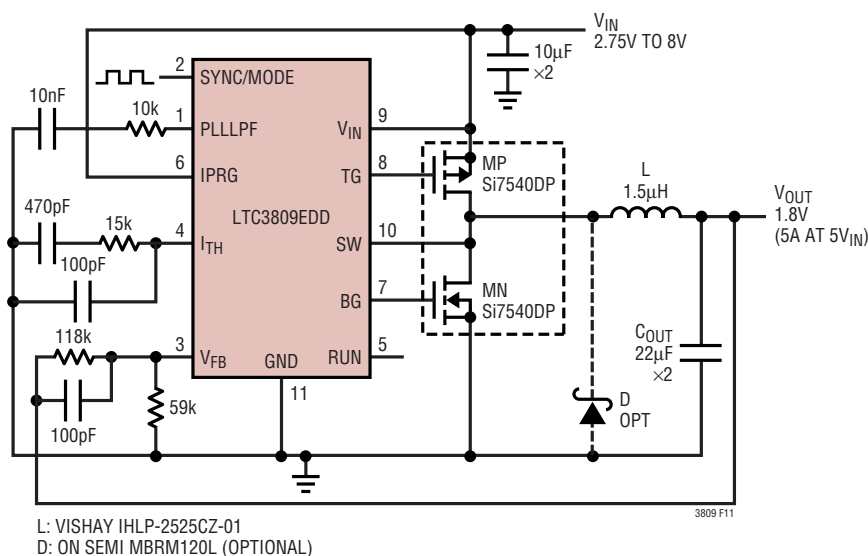 VIN
2.75V TO 8V
10µF
×2
2
SYNC/MODE
10nF
10k
1
PLLLPF
VIN
9
6
IPRG
TG
8
MP
Si7540DP
L
1.5µH
VOUT
1.8V
(5A AT 5VIN)
470pF
15k
4
ITH
LTC3809EDD
SW
10
100pF
BG
7
MN
Si7540DP
118k
3
VFB
GND
RUN
5
COUT
22µF
×2
11
100pF
59k
D
OPT
3809 F11
L: VISHAY IHLP-2525CZ-01
D: ON SEMI MBRM120L (OPTIONAL)